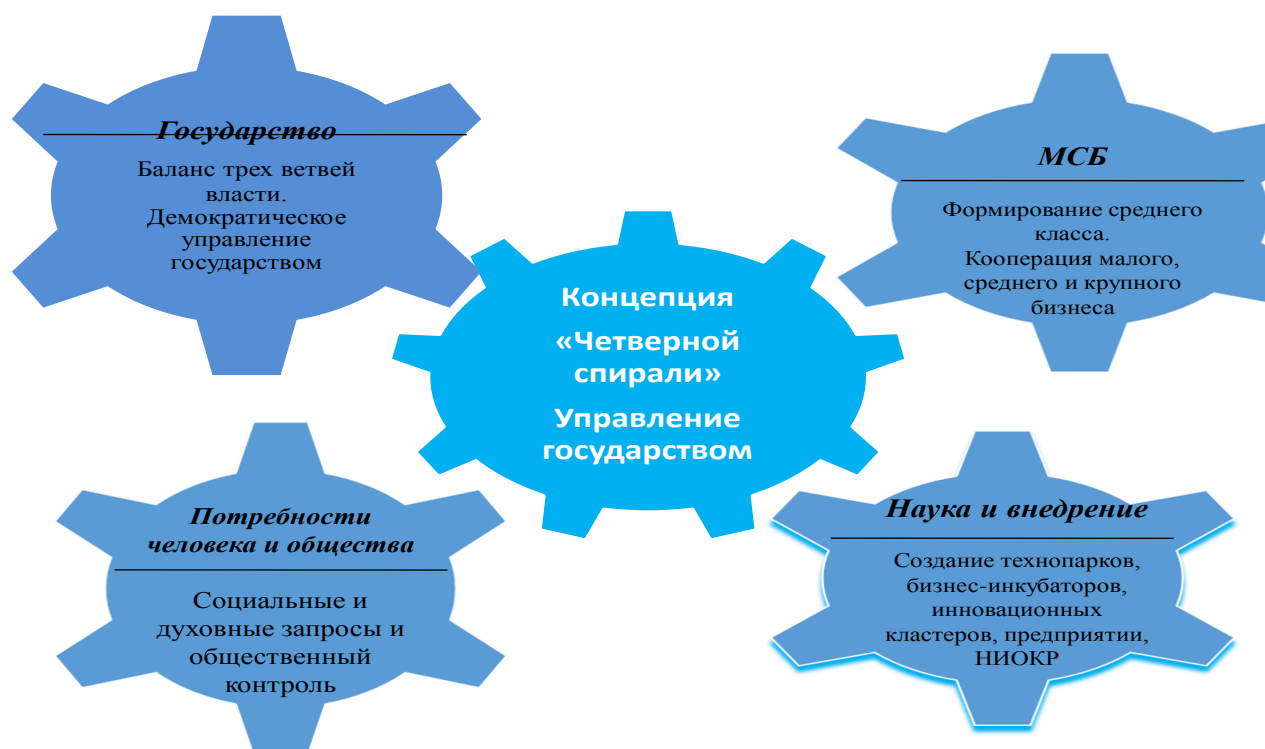 Государство
Баланс трех ветвей
власти.
Демократическое
управление
государством
МСБ
Формирование среднего
класса.
Кооперация малого,
среднего и крупного
бизнеса
Концепция
«Четверной
спирали»
Управление
государством
Потребности
человека и общества
Социальные и
духовные запросы и
общественный
контроль
Наука и внедрение
Создание технопарков,
бизнес-инкубаторов,
инновационных
кластеров, предприятии,
НИОКР